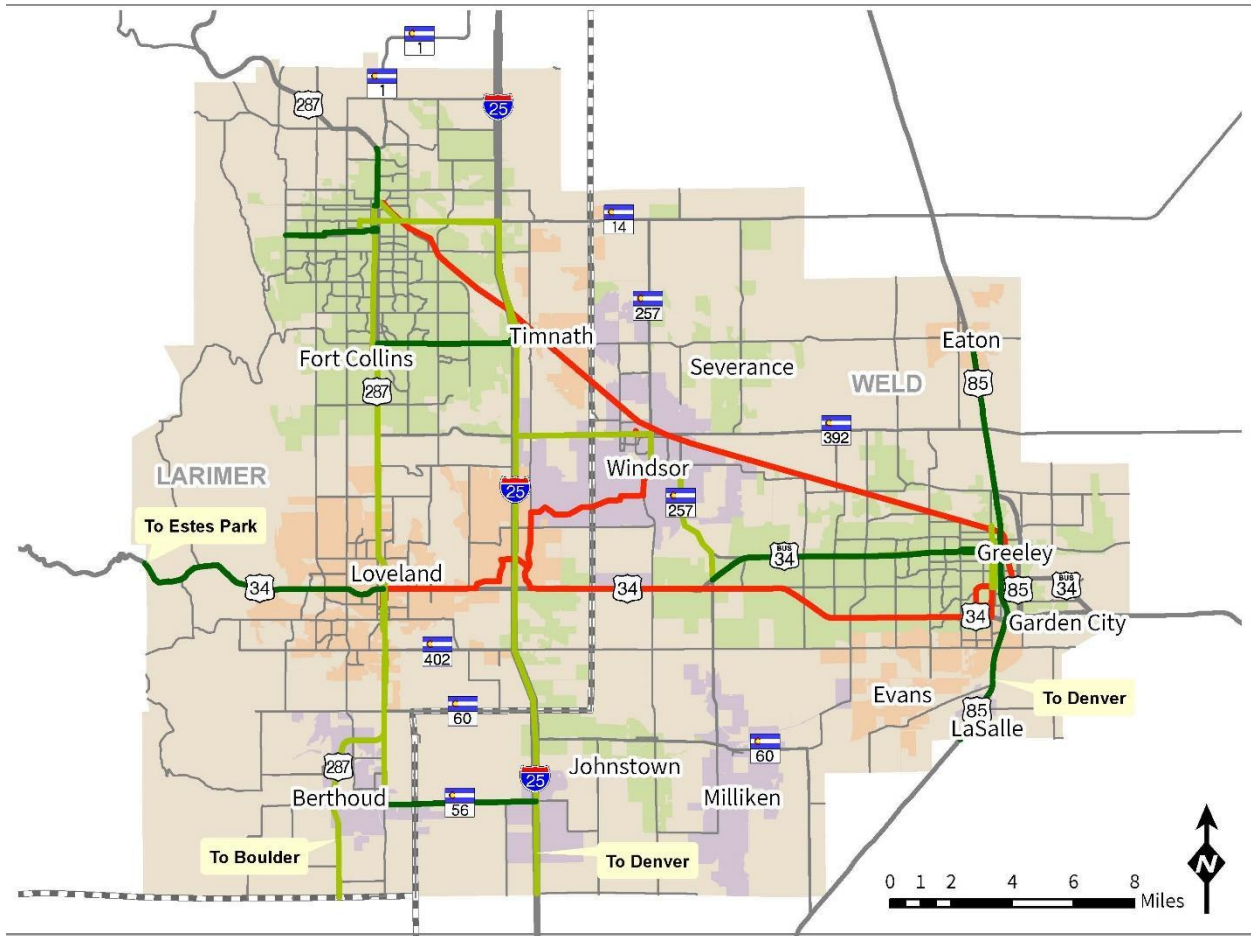 1
1
287
25
14
257
Timnath
Eaton
Fort Collins
Severance
287
85
WELD
392
LARIMER
Windsor
25
257
To Estes Park
BUS
34
Greeley
Loveland
34
34
85
BUS
34
34
Garden City
402
Evans
To Denver
60
85
LaSalle
60
287
Johnstown
25
Berthoud
56
Milliken
To Boulder
To Denver
N
0 1 2 4 6 8
Miles